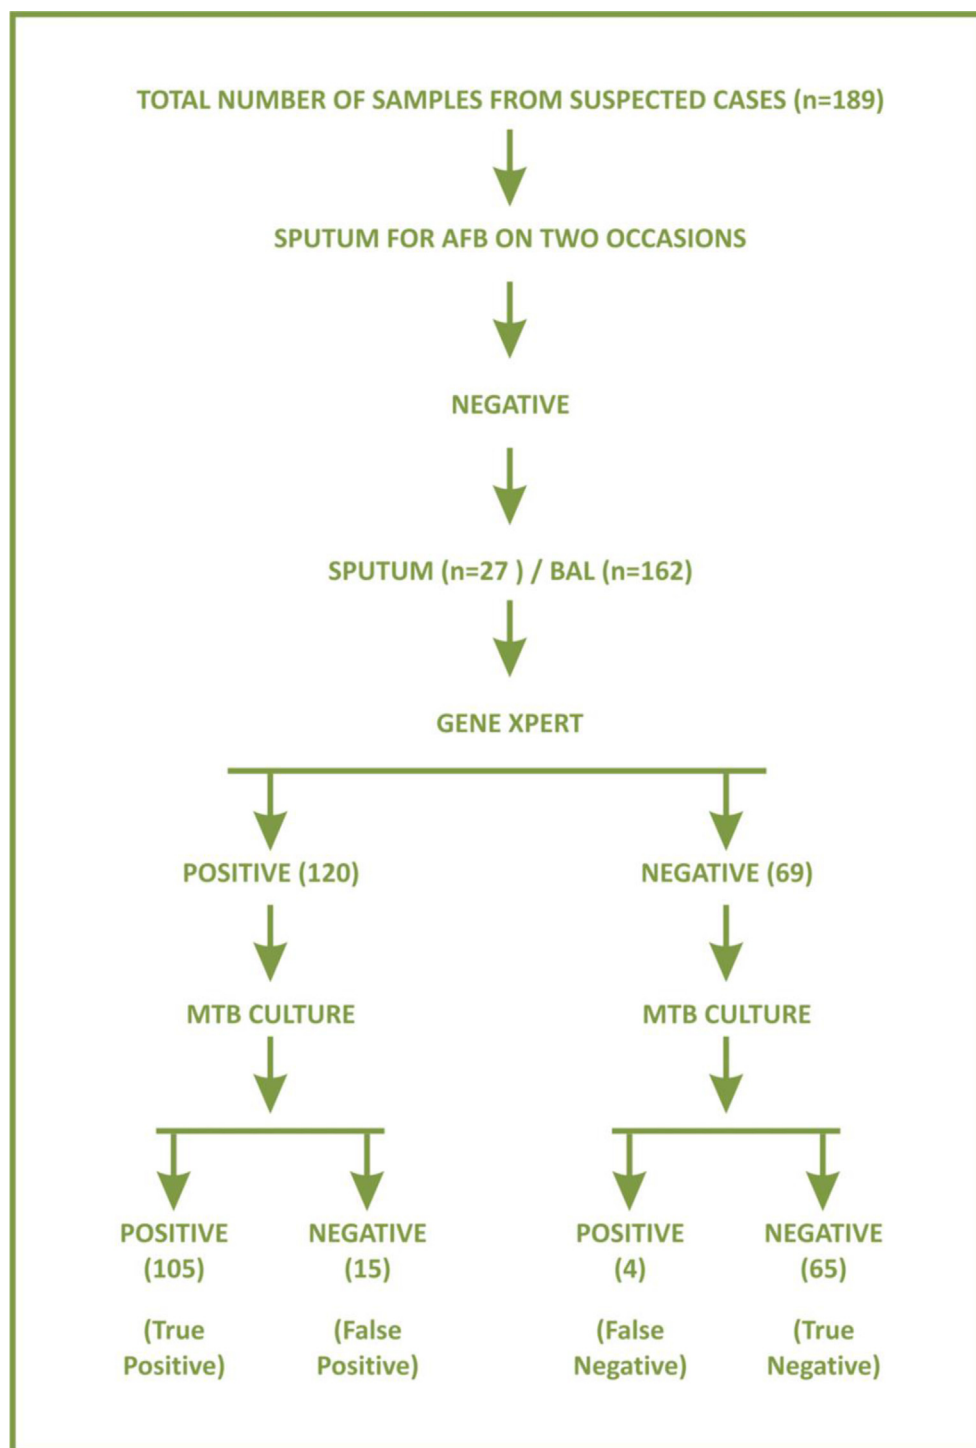 TOTAL NUMBER OF SAMPLES FROM SUSPECTED CASES (n=189)
SPUTUM FOR AFB ON TWO OCCASIONS
NEGATIVE
SPUTUM (n=27 ) / BAL (n=162)
GENE XPERT
POSITIVE (120)
NEGATIVE (69)
MTB CULTURE
MTB CULTURE
POSITIVE
(105)
(True
Positive)
NEGATIVE
(15)
(False
Positive)
POSITIVE
(4)
(False
Negative)
NEGATIVE
(65)
(True
Negative)